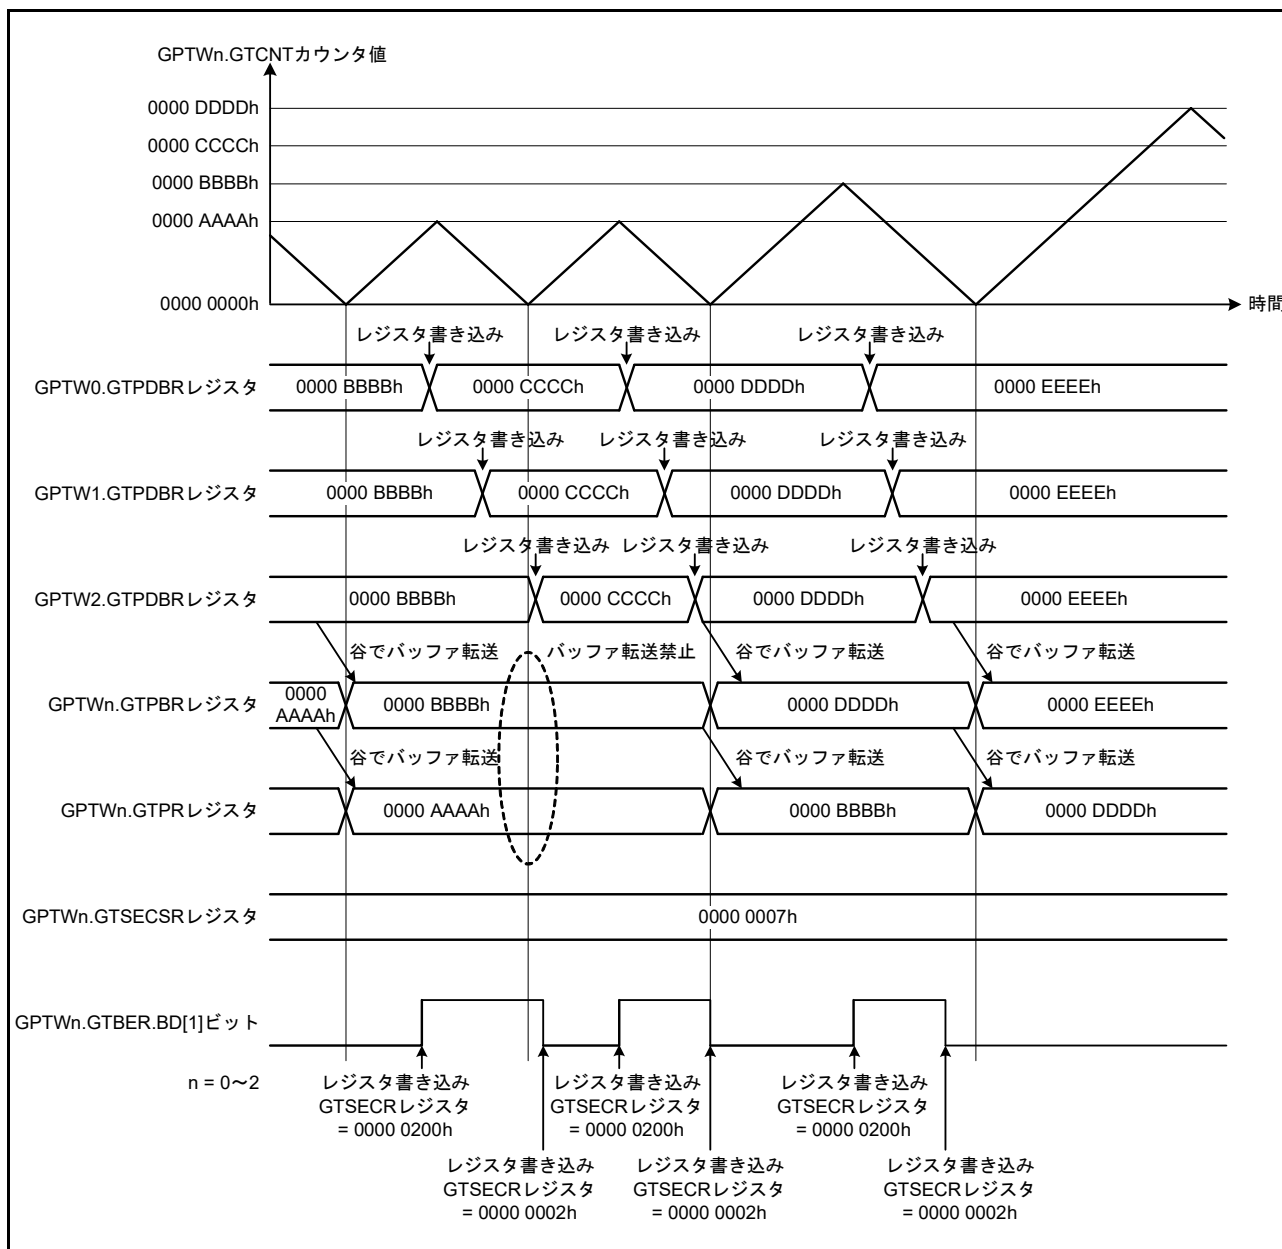 GPTWn.GTCNTカウンタ値
0000 DDDDh
0000 CCCCh
0000 BBBBh
0000 AAAAh
0000 0000h
時間
レジスタ書き込み レジスタ書き込み レジスタ書き込み
GPTW0.GTPDBRレジスタ 0000 BBBBh 0000 CCCCh 0000 DDDDh 0000 EEEEh
レジスタ書き込み レジスタ書き込み レジスタ書き込み
GPTW1.GTPDBRレジスタ 0000 BBBBh 0000 CCCCh 0000 DDDDh 0000 EEEEh
レジスタ書き込み レジスタ書き込み レジスタ書き込み
GPTW2.GTPDBRレジスタ 0000 BBBBh 0000 CCCCh 0000 DDDDh 0000 EEEEh
谷でバッファ転送 バッファ転送禁止 谷でバッファ転送 谷でバッファ転送
GPTWn.GTPBRレジスタ 0000 AAAAh 0000 BBBBh 0000 DDDDh 0000 EEEEh
谷でバッファ転送 谷でバッファ転送 谷でバッファ転送
GPTWn.GTPRレジスタ 0000 AAAAh 0000 BBBBh 0000 DDDDh
GPTWn.GTSECSRレジスタ 0000 0007h
GPTWn.GTBER.BD[1]ビット
n = 0～2
レジスタ書き込み レジスタ書き込み レジスタ書き込み
GTSECRレジスタ GTSECRレジスタ GTSECRレジスタ
= 0000 0200h = 0000 0200h = 0000 0200h
レジスタ書き込み レジスタ書き込み レジスタ書き込み
GTSECRレジスタ GTSECRレジスタ GTSECRレジスタ
= 0000 0002h = 0000 0002h = 0000 0002h